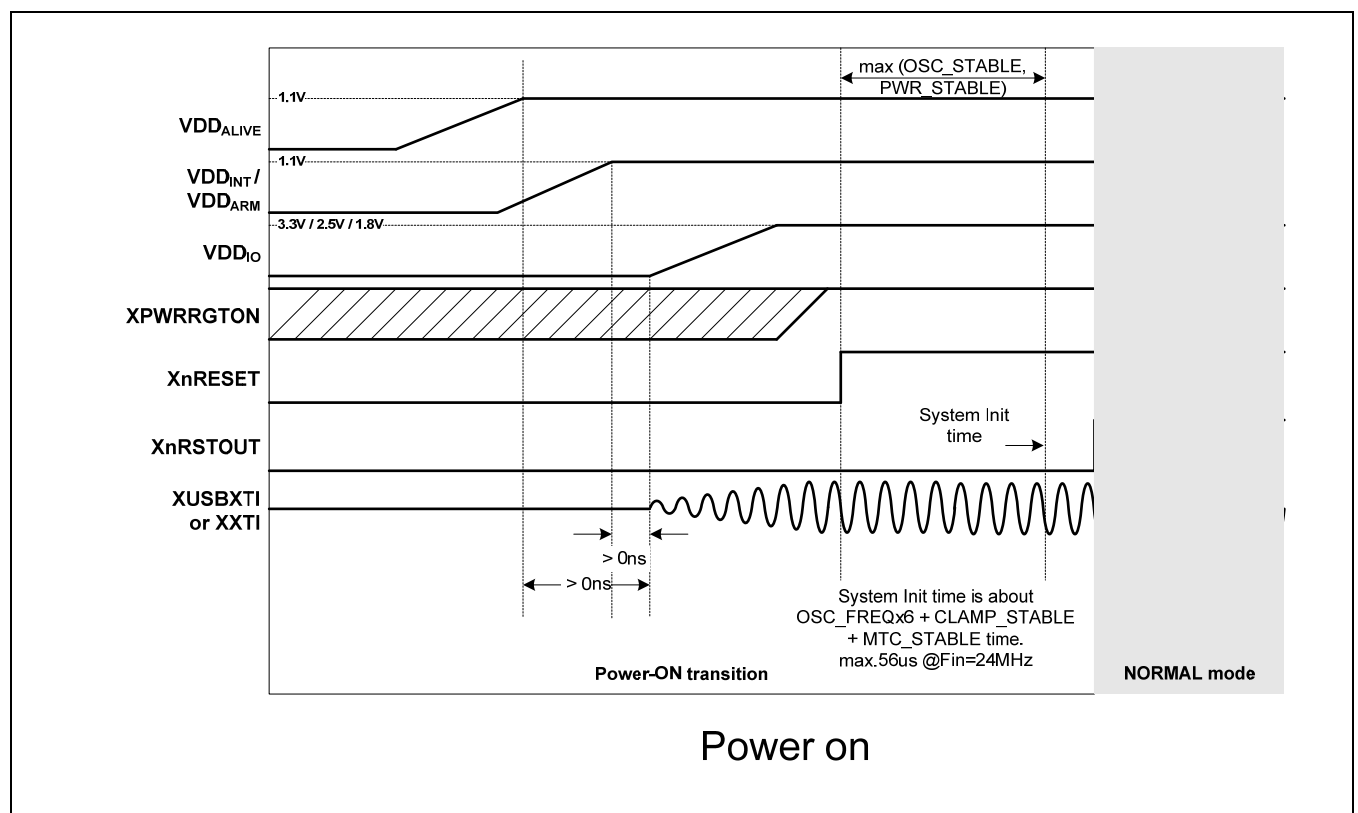 max (OSC_STABLE,
PWR_STABLE)
1.1V
VDDALIVE
1.1V
VDDINT /
VDDARM
3.3V / 2.5V / 1.8V
VDDIO
XPWRRGTON
XnRESET
System Init
time
XnRSTOUT
XUSBXTI
or XXTI
> 0ns
> 0ns
System Init time is about
OSC_FREQx6 + CLAMP_STABLE
+ MTC_STABLE time.
max.56us @Fin=24MHz
Power-ON transition
NORMAL mode
Power on